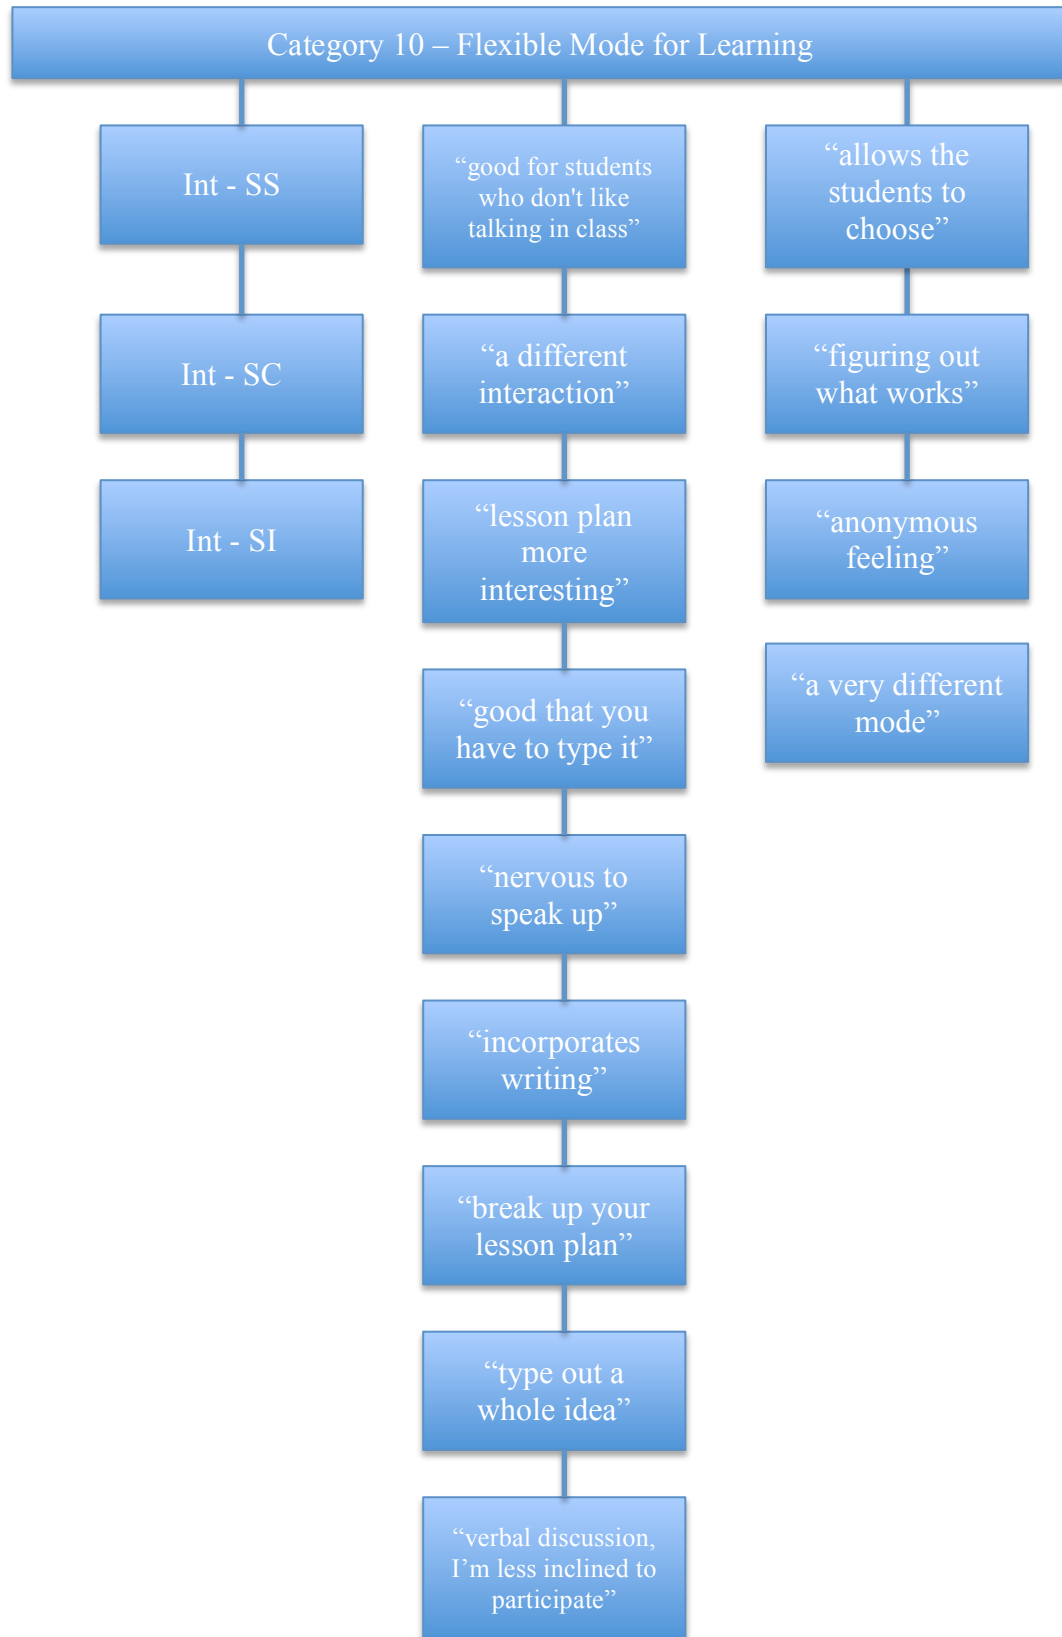 Category 10 – Flexible Mode for Learning
Int - SS
Int - SC
Int - SI
“good for students
who don't like
talking in class”
“a different
interaction”
“lesson plan
more
interesting”
“good that you
have to type it”
“nervous to
speak up”
“incorporates
writing”
“break up your
lesson plan”
“type out a
whole idea”
“verbal discussion,
I’m less inclined to
participate”
“allows the
students to
choose”
“figuring out
what works”
“anonymous
feeling”
“a very different
mode”